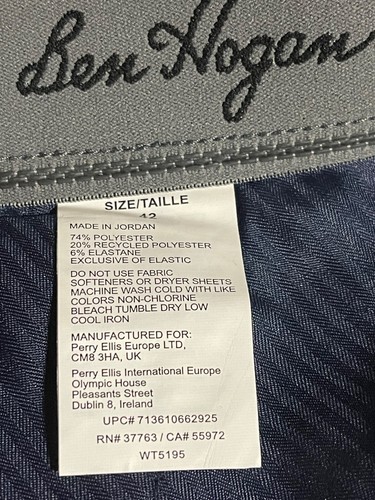 Ben Hogan
SIZE/TAILLE
12
MADE IN JORDAN
74% POLYESTER
20% RECYCLED POLYESTER
6% ELASTANE
EXCLUSIVE OF ELASTIC
DO NOT USE FABRIC
SOFTENERS OR DRYER SHEETS
MACHINE WASH COLD WITH LIKE
COLORS NON-CHLORINE
BLEACH TUMBLE DRY LOW
COOL IRON
MANUFACTURED FOR:
Perry Ellis Europe LTD,
CM8 3HA, UK
Perry Ellis International Europe
Olympic House
Pleasants Street
Dublin 8, Ireland
UPC# 713610662925
RN# 37763 / CA# 55972
WT5195